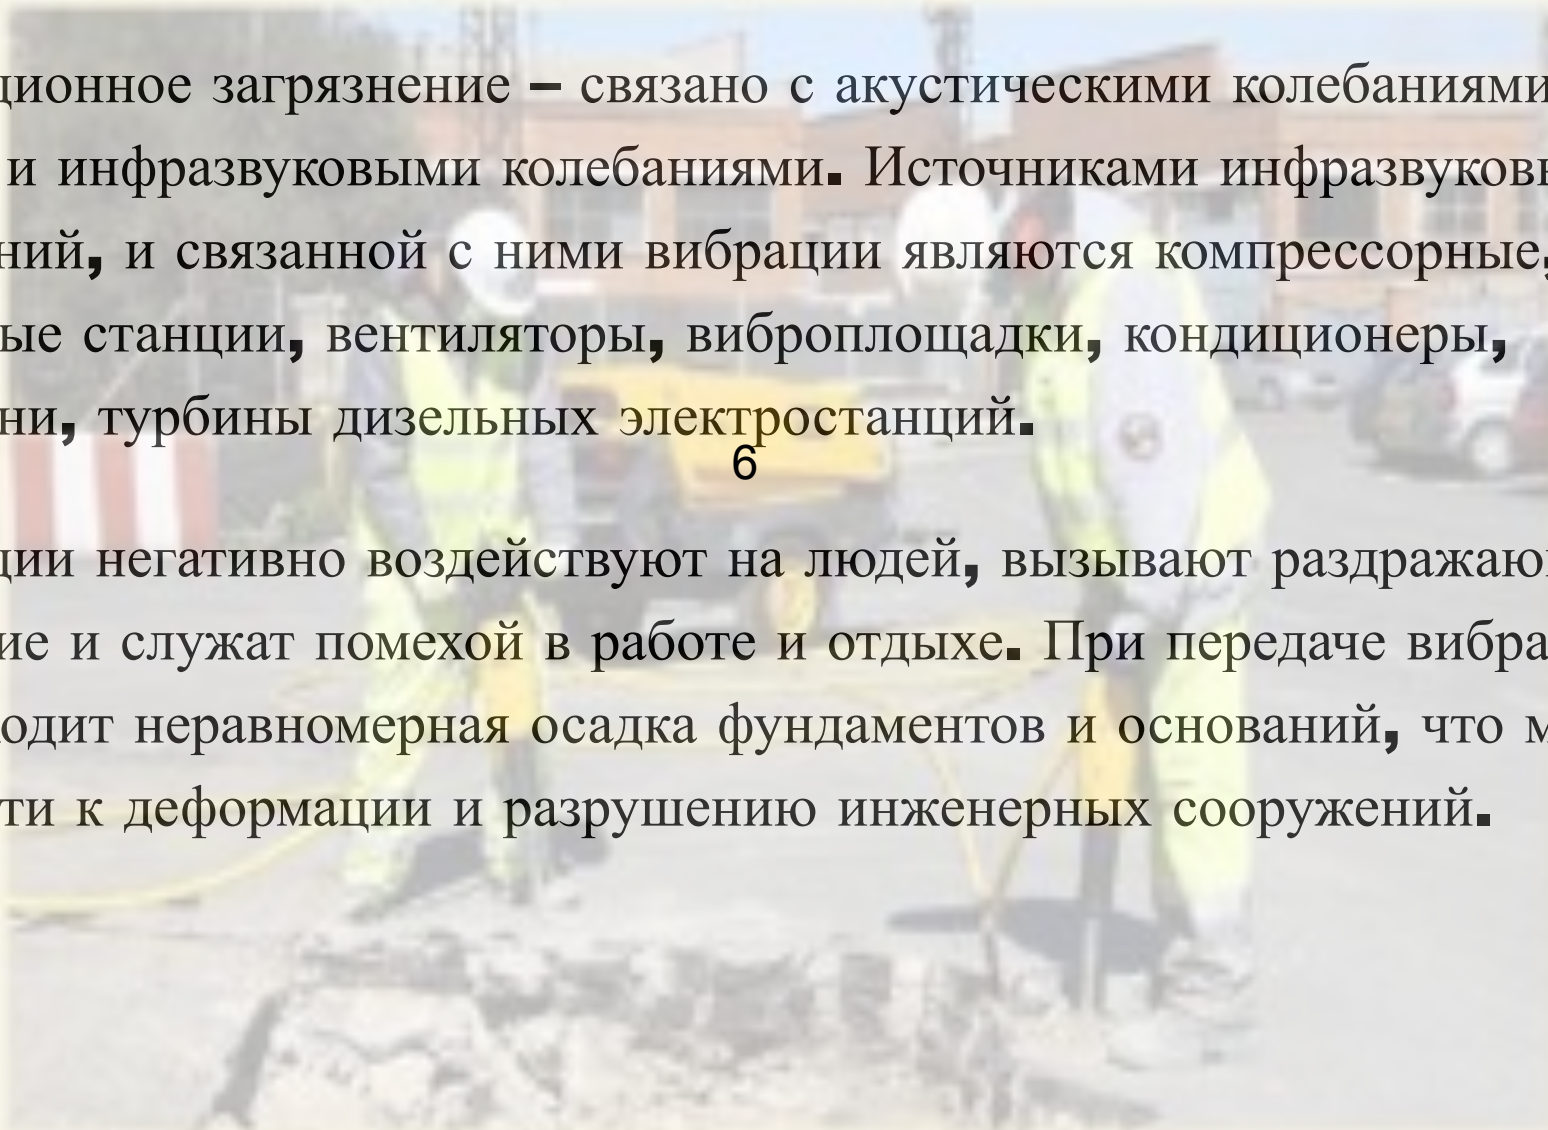 ционное загрязнение – связано с акустическими колебаниями
и инфразвуковыми колебаниями. Источниками инфразвуков
ний, и связанной с ними вибрации являются компрессорные,
ые станции, вентиляторы, виброплощадки, кондиционеры,
ни, турбины дизельных электростанций.
6
ции негативно воздействуют на людей, вызывают раздражаю
ие и служат помехой в работе и отдыхе. При передаче вибра
одит неравномерная осадка фундаментов и оснований, что м
ти к деформации и разрушению инженерных сооружений.